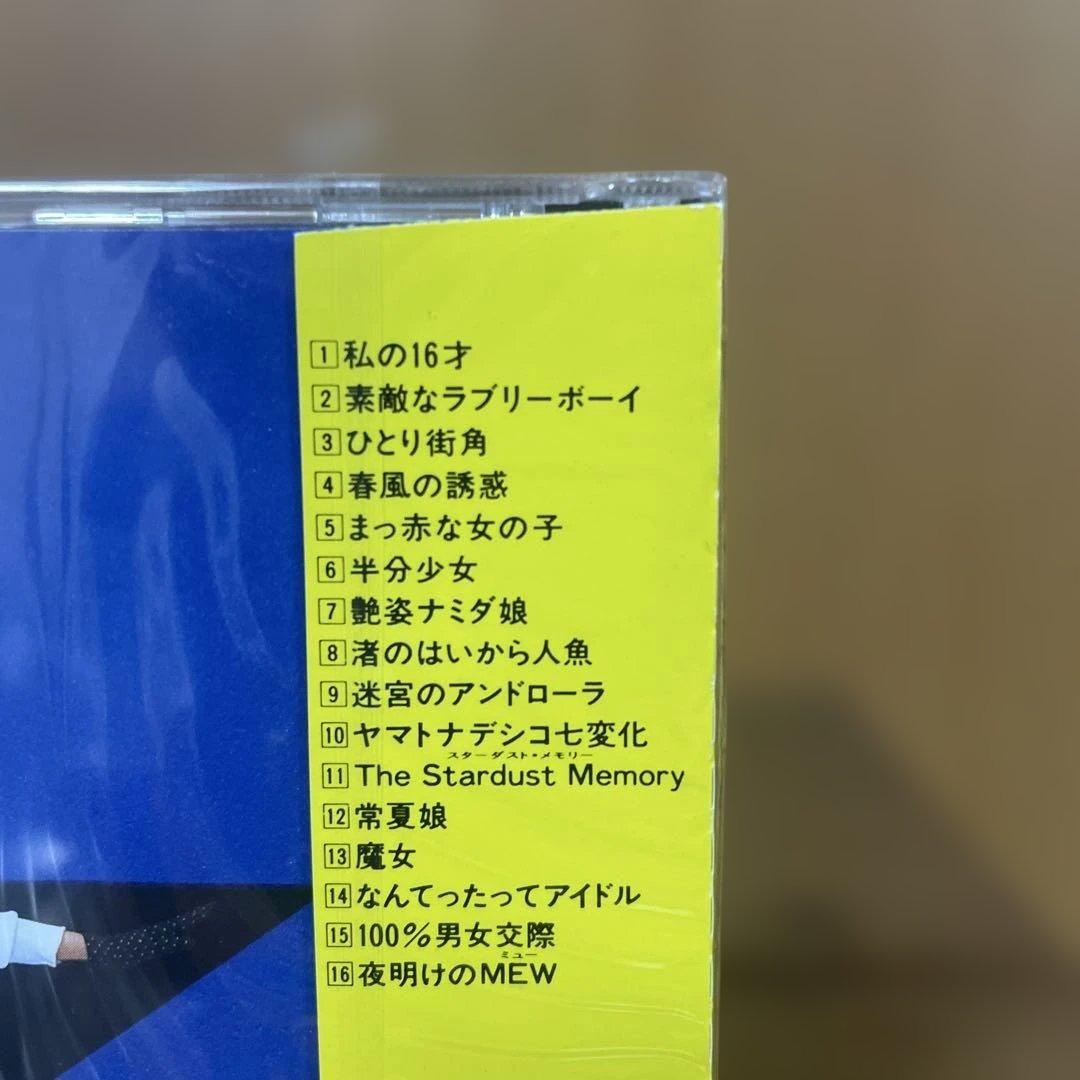 1 私の16才
2 素敵なラブリーボーイ
3 ひとり街角
4 春風の誘惑
5 まっ赤な女の子
6 半分少女
7 艶姿ナミダ娘
8 渚のはいから人魚
9 迷宮のアンドローラ
10 ヤマトナデシコ七変化
スターダスト・メモリー
11 The Stardust Memory
12 常夏娘
13 魔女
14 なんてったってアイドル
15 100%男女交際
ミュー
16 夜明けのMEW